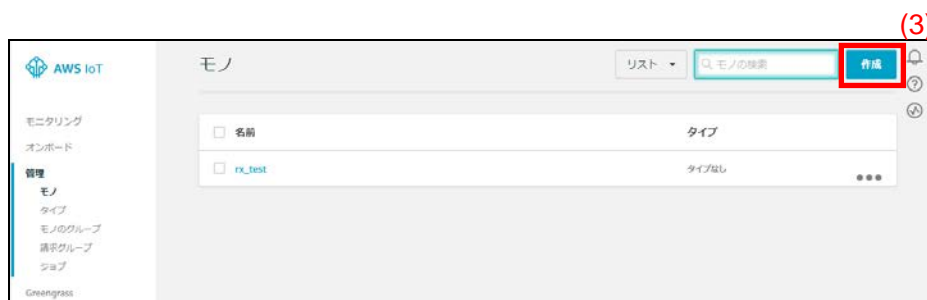 (3)
AWS IoT
モノ
リスト
モノの検索
作成
モニタリング
オンボード
名前
タイプ
管理
rx_test
タイプなし
モノ
タイプ
モノのグループ
請求グループ
ジョブ
Greengrass